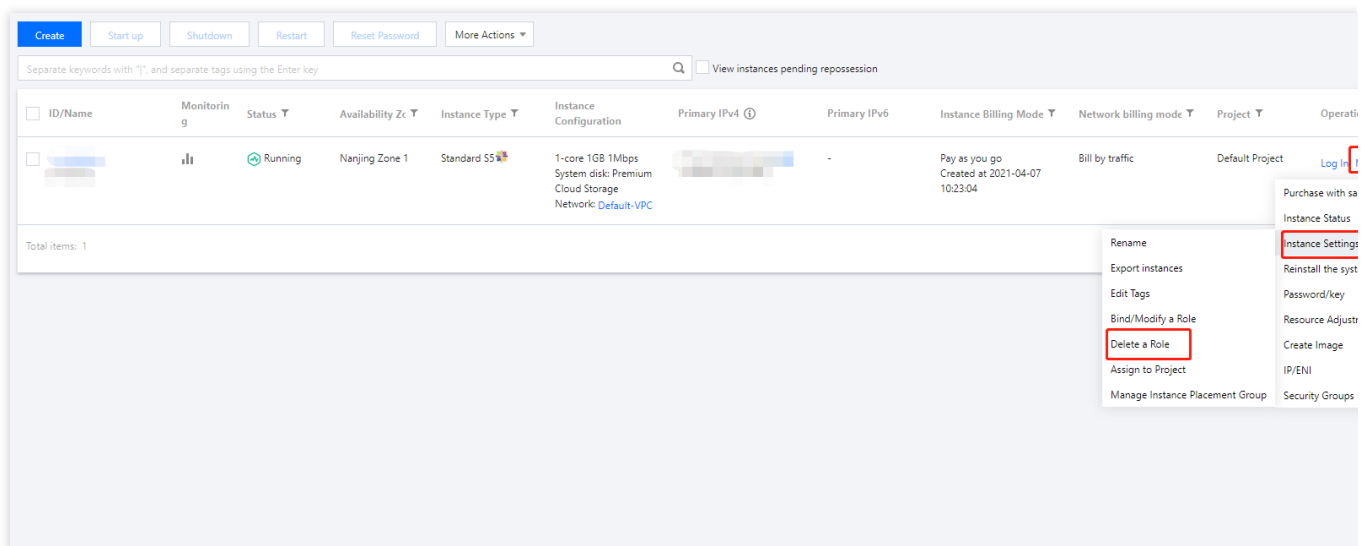 Create Start up Shutdown Restart Reset Password More Actions
Separate keywords with "|", and separate tags using the Enter key
View instances pending repossession
ID/Name
Monitorin
g
Status
Availability Zc
Instance Type
Instance
Configuration
Primary IPv4
Primary IPv6
Instance Billing Mode
Network billing mode
Project
Operati
Running
Nanjing Zone 1
Standard S5
1-core 1GB 1Mbps
System disk: Premium
Cloud Storage
Network: Default-VPC
-
Pay as you go
Created at 2021-04-07
10:23:04
Bill by traffic
Default Project
Log In
Total items: 1
Purchase with sa
Instance Status
Instance Settings
Reinstall the syst
Password/key
Resource Adjustr
Create Image
IP/ENI
Security Groups
Rename
Export instances
Edit Tags
Bind/Modify a Role
Delete a Role
Assign to Project
Manage Instance Placement Group